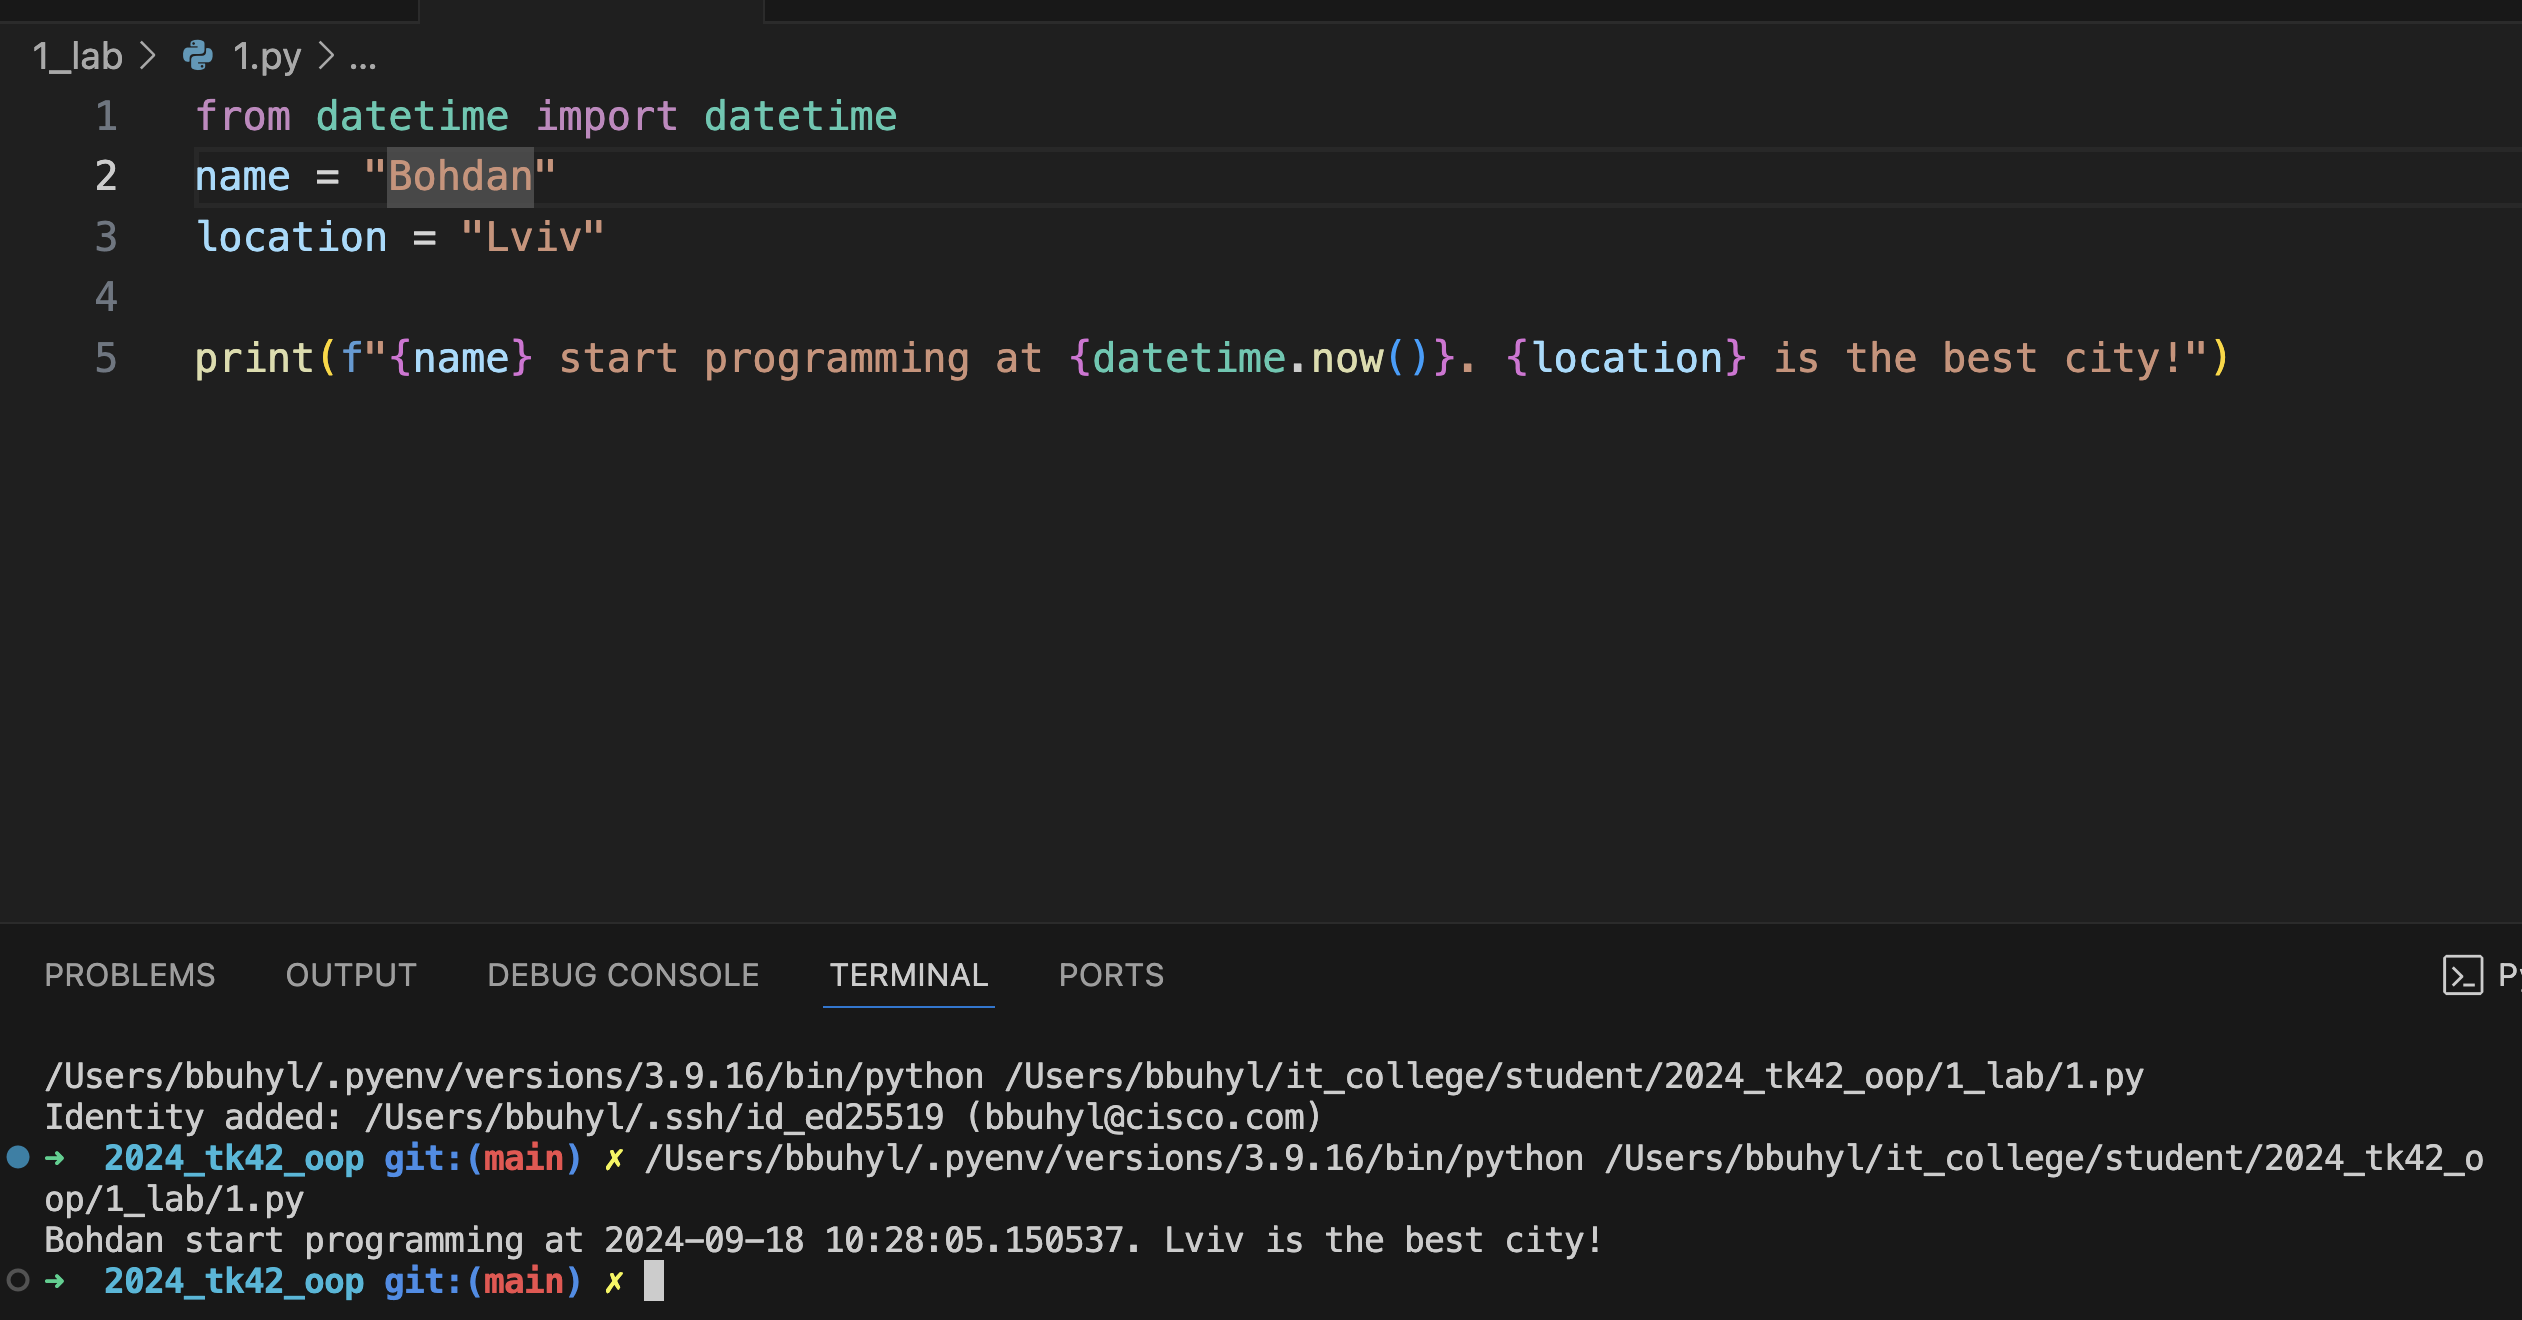 1_lab > 1.py > ...
1 from datetime import datetime
2 name = "Bohdan"
3 location = "Lviv"
4
5 print(f"{name} start programming at {datetime.now()}. {location} is the best city!")
PROBLEMS OUTPUT DEBUG CONSOLE TERMINAL PORTS
/Users/bbuhyl/.pyenv/versions/3.9.16/bin/python /Users/bbuhyl/it_college/student/2024_tk42_oop/1_lab/1.py
Identity added: /Users/bbuhyl/.ssh/id_ed25519 (bbuhyl@cisco.com)
➜ 2024_tk42_oop git:(main) ✗ /Users/bbuhyl/.pyenv/versions/3.9.16/bin/python /Users/bbuhyl/it_college/student/2024_tk42_o
op/1_lab/1.py
Bohdan start programming at 2024-09-18 10:28:05.150537. Lviv is the best city!
➜ 2024_tk42_oop git:(main) ✗